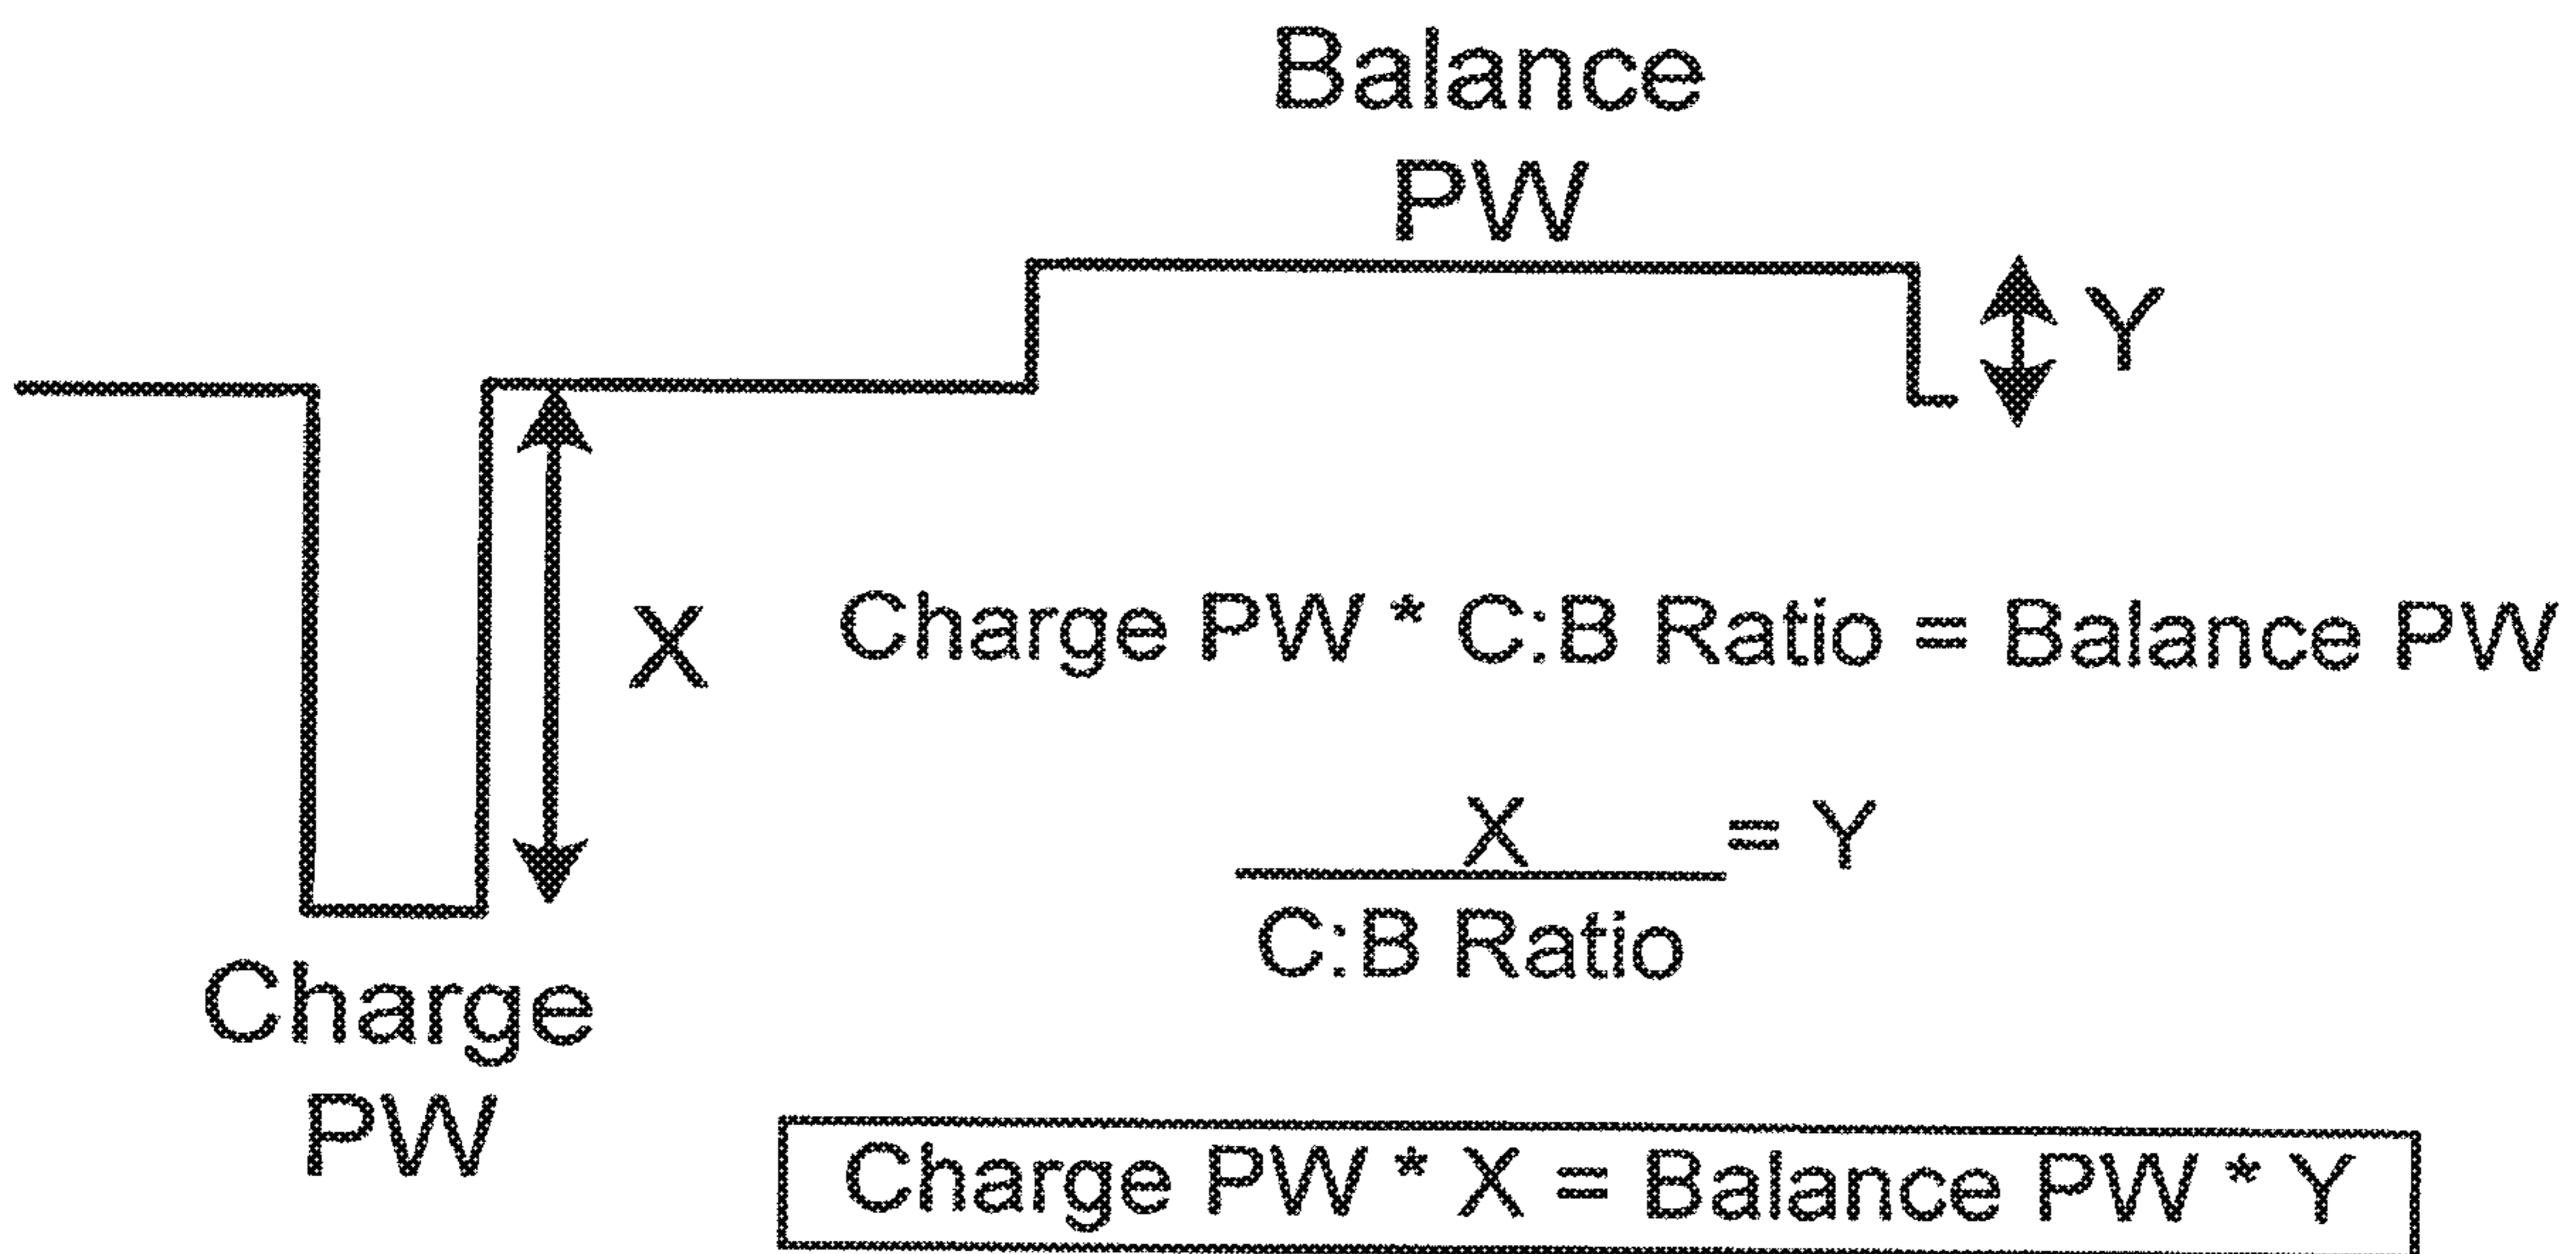 Balance
PW
Y
X
Charge PW * C:B Ratio = Balance PW
X = Y
C:B Ratio
Charge
PW
Charge PW * X = Balance PW * Y